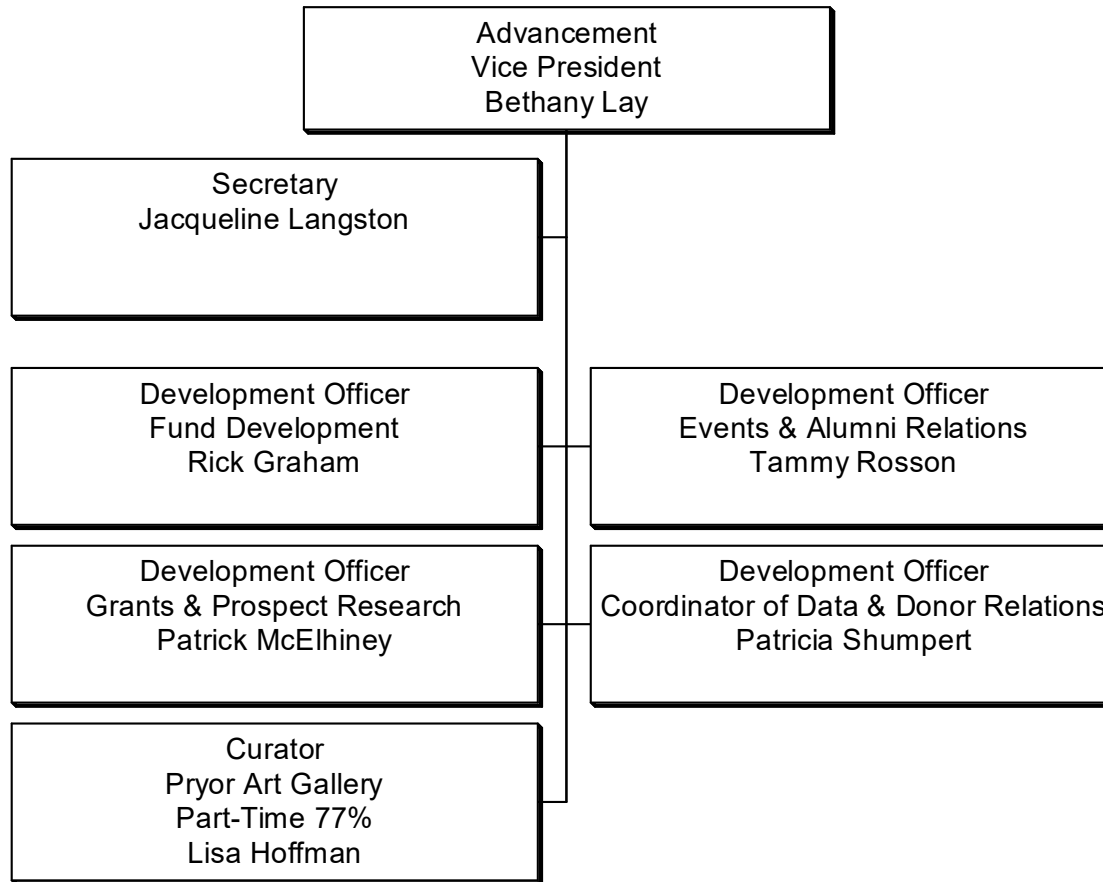 Advancement
Vice President
Bethany Lay
Secretary
Jacqueline Langston
Development Officer
Fund Development
Rick Graham
Development Officer
Events & Alumni Relations
Tammy Rosson
Development Officer
Grants & Prospect Research
Patrick McElhiney
Development Officer
Coordinator of Data & Donor Relations
Patricia Shumpert
Curator
Pryor Art Gallery
Part-Time 77%
Lisa Hoffman